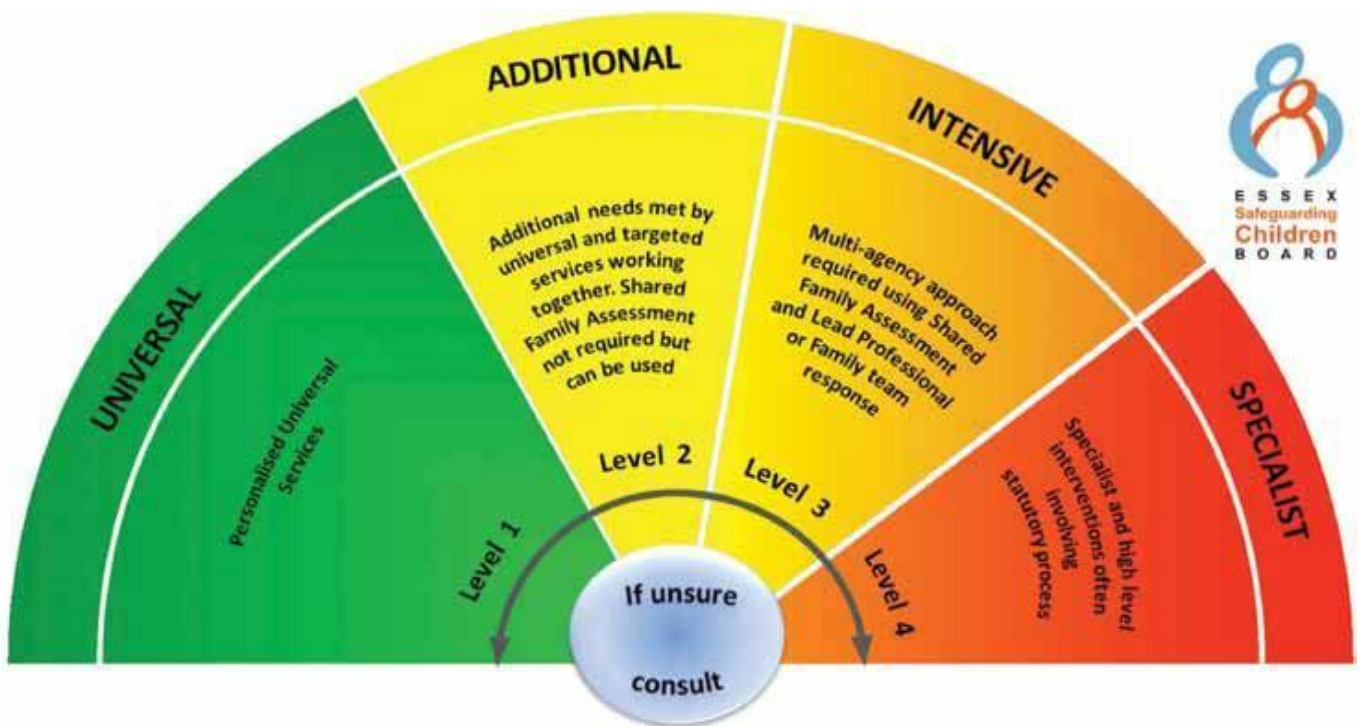 UNIVERSAL
Personalised Universal
Services
Level 1
ADDITIONAL
Additional needs met by
universal and targeted
services working
together. Shared
Family Assessment
not required but
can be used
Level 2
INTENSIVE
Multi-agency approach
required using Shared
Family Assessment
and Lead Professional
or Family team
response
Level 3
SPECIALIST
Specialist and high level
interventions often
involving
statutory process
Level 4
If unsure
consult
ESSEX
Safeguarding
Children
BOARD